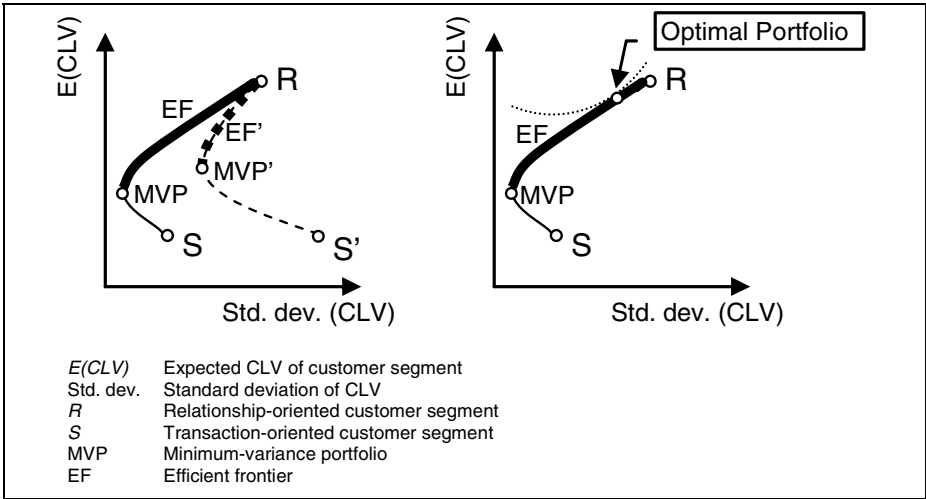 E(CLV)
R
EF
EF’
MVP’
MVP
S
S’
Std. dev. (CLV)
E(CLV)
Optimal Portfolio
R
EF
MVP
S
Std. dev. (CLV)
E(CLV) Expected CLV of customer segment
Std. dev. Standard deviation of CLV
R Relationship-oriented customer segment
S Transaction-oriented customer segment
MVP Minimum-variance portfolio
EF Efficient frontier